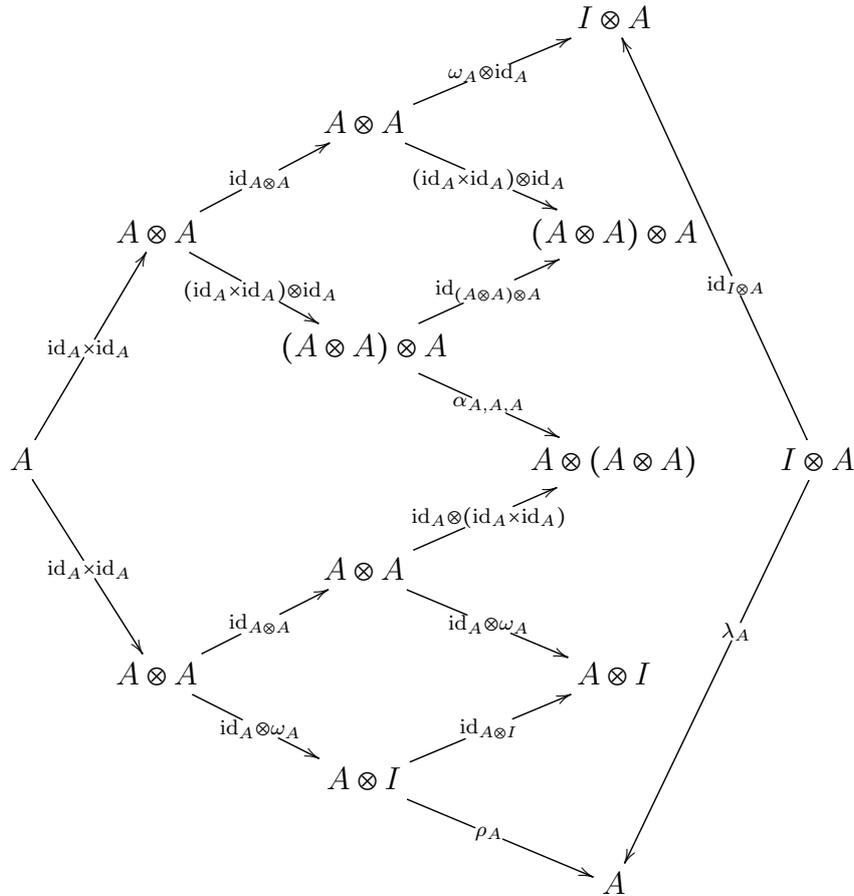 I ⊗ A
ω_A⊗id_A
A ⊗ A
id_{A⊗A}
(id_A×id_A)⊗id_A
A ⊗ A
(A ⊗ A) ⊗ A
(id_A×id_A)⊗id_A
id_{(A⊗A)⊗A}
id_{I⊗A}
id_A×id_A
(A ⊗ A) ⊗ A
α_{A,A,A}
A
A ⊗ (A ⊗ A)
I ⊗ A
id_A⊗(id_A×id_A)
id_A×id_A
A ⊗ A
id_{A⊗A}
id_A⊗ω_A
λ_A
A ⊗ A
A ⊗ I
id_A⊗ω_A
id_{A⊗I}
A ⊗ I
ρ_A
A